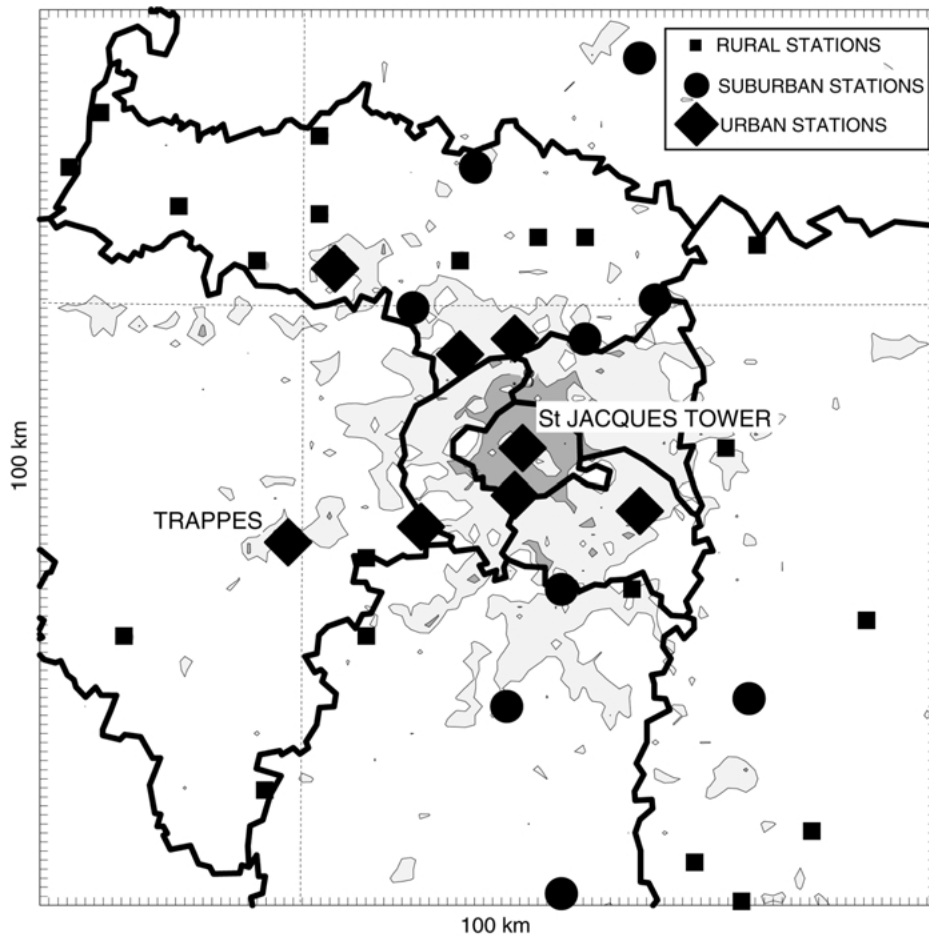 RURAL STATIONS
SUBURBAN STATIONS
URBAN STATIONS
St JACQUES TOWER
TRAPPES
100 km
100 km